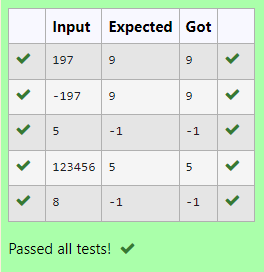 Input Expected Got
197 9 9
-197 9 9
5 -1 -1
123456 5 5
8 -1 -1
Passed all tests!